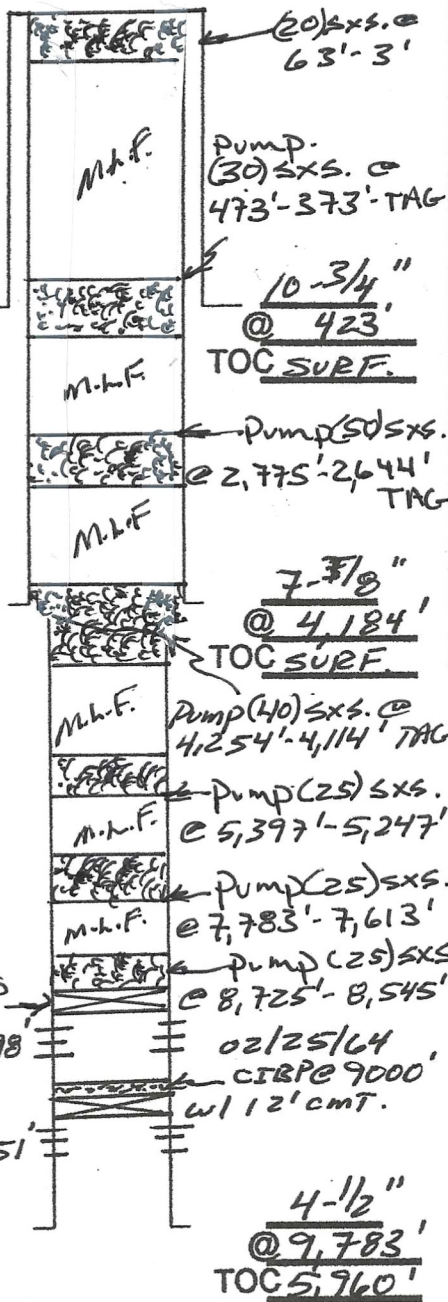 (20) SXS. @
63'-3'
M.L.F.
Pump.
(30) SXS. @
473'-373'-TAG
10-3/4"
@ 423'
TOC SURF.
M.L.F.
Pump (50) SXS.
@ 2,775'-2,644'
TAG
M.L.F
7-5/8"
@ 4,184'
TOC SURF.
M.L.F.
Pump (40) SXS. @
4,254'-4,114' TAG
Pump (25) SXS.
M.L.F.
@ 5,397'-5,247'
Pump (25) SXS.
M.L.F.
@ 7,783'-7,613'
Pump (25) SXS
@ 8,725'-8,545'
98'
02/25/64
CIBP @ 9000'
w/ 12' CMT.
51'
4-1/2"
@ 9,783'
TOC 5,960'